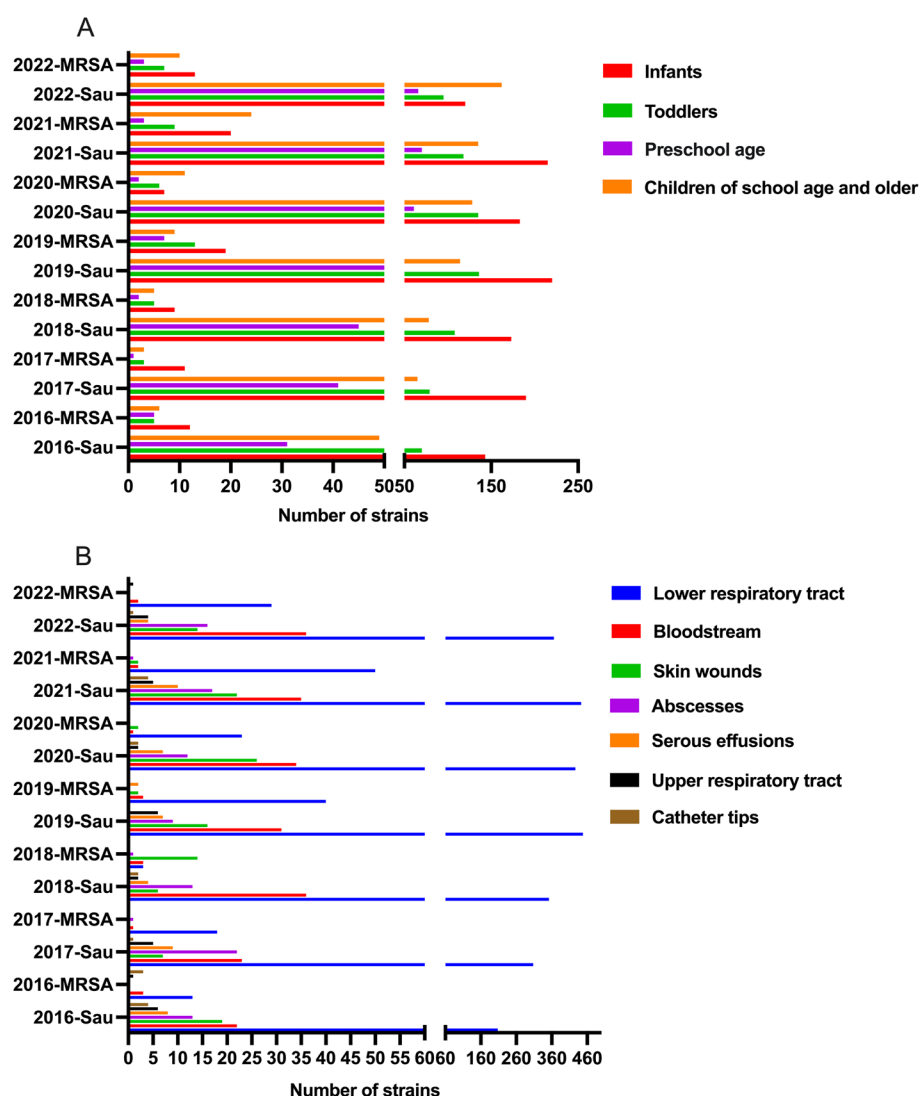 A
2022-MRSA
2022-Sau
2021-MRSA
2021-Sau
2020-MRSA
2020-Sau
2019-MRSA
2019-Sau
2018-MRSA
2018-Sau
2017-MRSA
2017-Sau
2016-MRSA
2016-Sau
0 10 20 30 40 50 50 150 250
Number of strains
Infants
Toddlers
Preschool age
Children of school age and older
B
2022-MRSA
2022-Sau
2021-MRSA
2021-Sau
2020-MRSA
2020-Sau
2019-MRSA
2019-Sau
2018-MRSA
2018-Sau
2017-MRSA
2017-Sau
2016-MRSA
2016-Sau
0 5 10 15 20 25 30 35 40 45 50 55 60 60 160 260 360 460
Number of strains
Lower respiratory tract
Bloodstream
Skin wounds
Abscesses
Serous effusions
Upper respiratory tract
Catheter tips